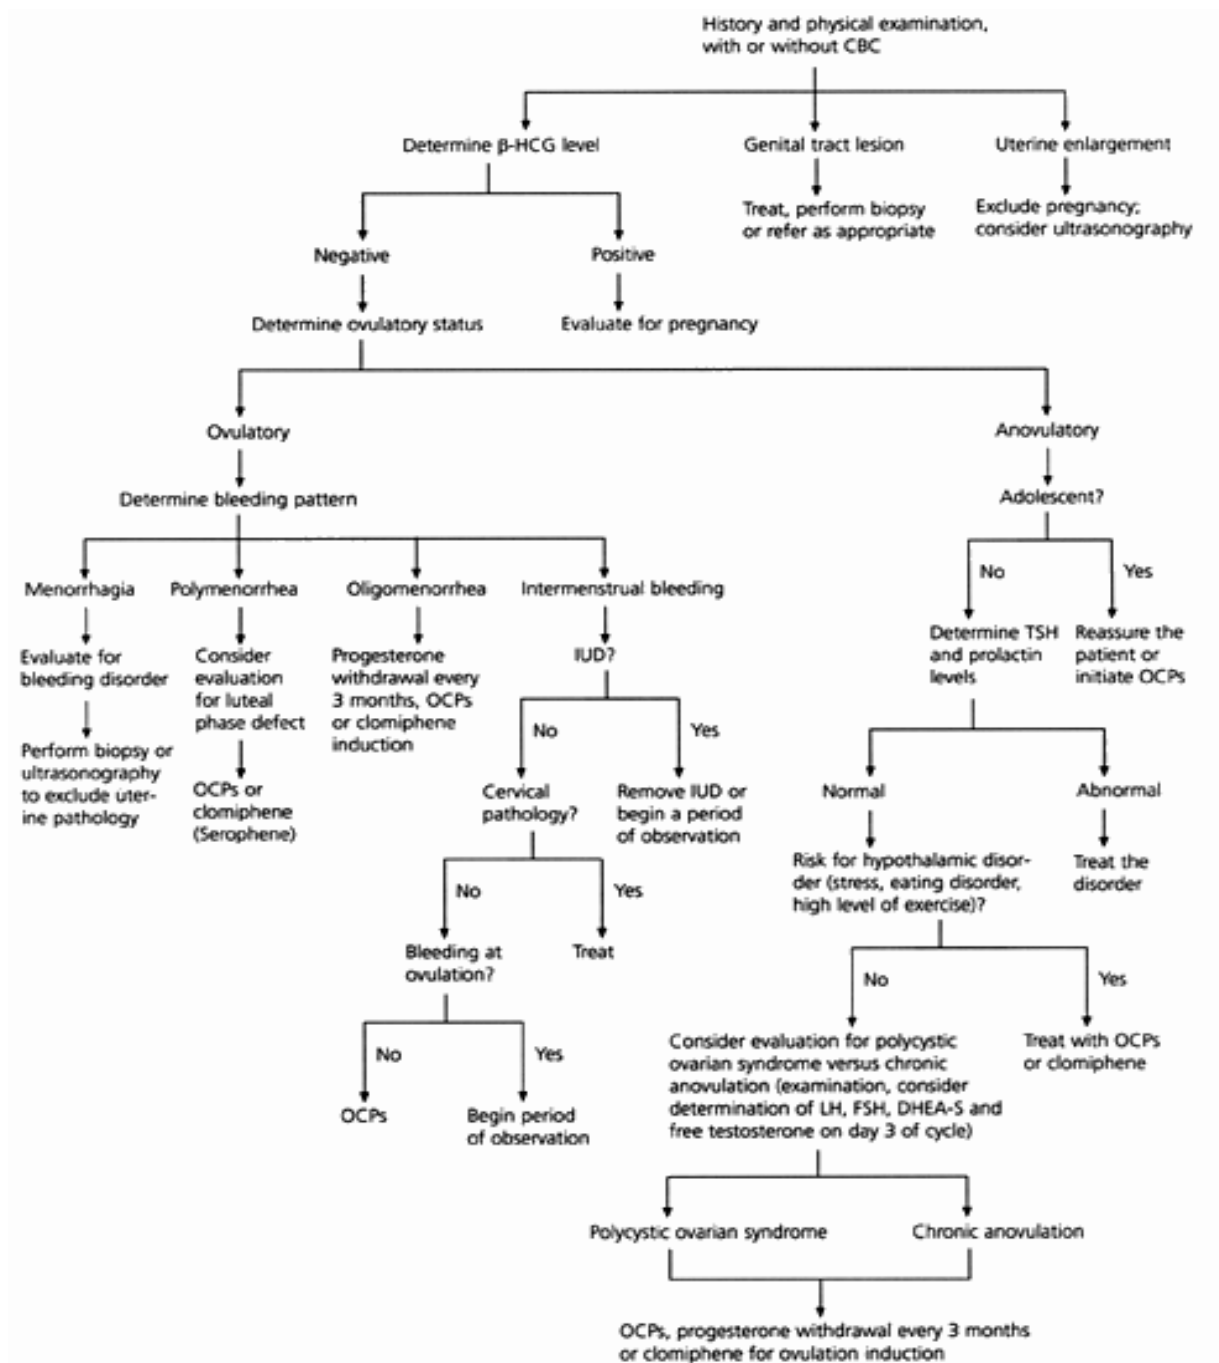 History and physical examination,
with or without CBC
Determine β-HCG level
Genital tract lesion
Uterine enlargement
Treat, perform biopsy
or refer as appropriate
Exclude pregnancy;
consider ultrasonography
Negative
Positive
Determine ovulatory status
Evaluate for pregnancy
Ovulatory
Anovulatory
Determine bleeding pattern
Adolescent?
No
Yes
Menorrhagia
Polymenorrhea
Oligomenorrhea
Intermenstrual bleeding
Evaluate for
bleeding disorder
Consider
evaluation
for luteal
phase defect
Progesterone
withdrawal every
3 months, OCPs
or clomiphene
induction
IUD?
Determine TSH
and prolactin
levels
Reassure the
patient or
initiate OCPs
No
Yes
Perform biopsy or
ultrasonography
to exclude uter-
ine pathology
OCPs or
clomiphene
(Serophene)
Cervical
pathology?
Remove IUD or
begin a period
of observation
Normal
Abnormal
Risk for hypothalamic disor-
der (stress, eating disorder,
high level of exercise)?
Treat the
disorder
No
Yes
Bleeding at
ovulation?
Treat
No
Yes
Consider evaluation for polycystic
ovarian syndrome versus chronic
anovulation (examination, consider
determination of LH, FSH, DHEA-S and
free testosterone on day 3 of cycle)
Treat with OCPs
or clomiphene
No
Yes
OCPs
Begin period
of observation
Polycystic ovarian syndrome
Chronic anovulation
OCPs, progesterone withdrawal every 3 months
or clomiphene for ovulation induction